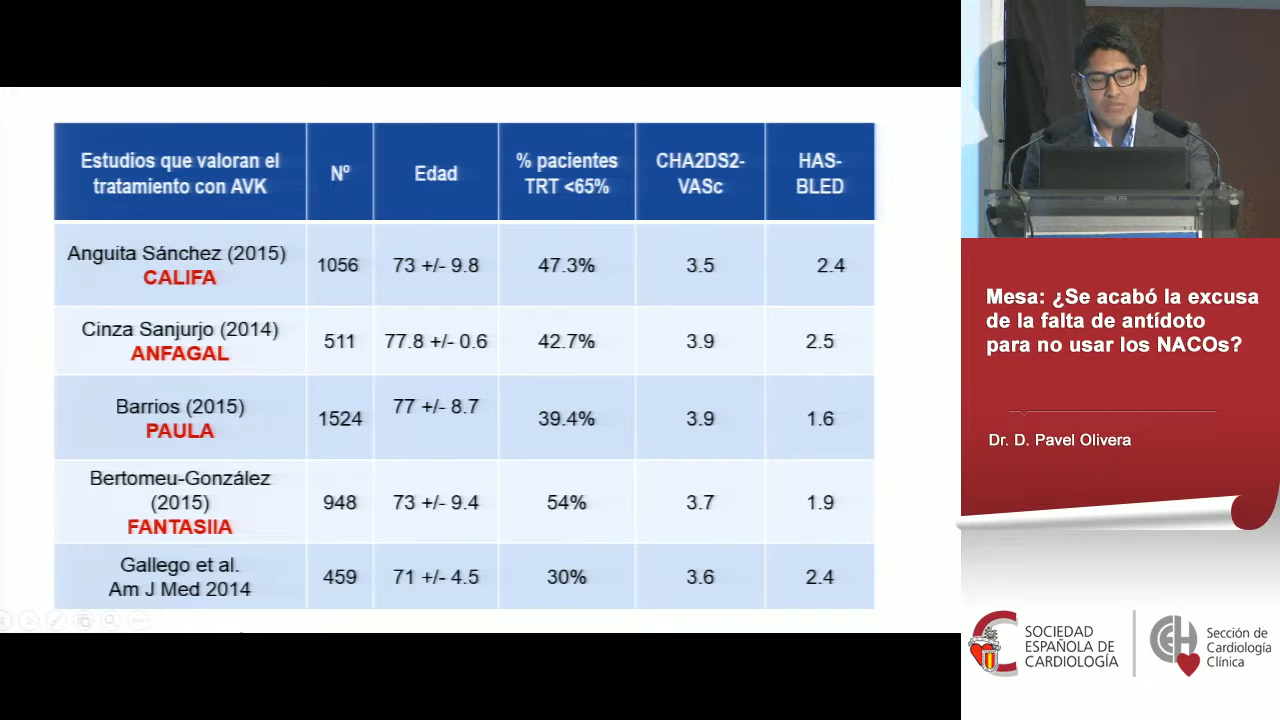 Estudios que valoran el
tratamiento con AVK
Nº
Edad
% pacientes
TRT <65%
CHA2DS2-
VASc
HAS-
BLED
Anguita Sánchez (2015)
CALIFA
1056
73 +/- 9.8
47.3%
3.5
2.4
Cinza Sanjurjo (2014)
ANFAGAL
511
77.8 +/- 0.6
42.7%
3.9
2.5
Barrios (2015)
PAULA
1524
77 +/- 8.7
39.4%
3.9
1.6
Bertomeu-González
(2015)
FANTASIIA
948
73 +/- 9.4
54%
3.7
1.9
Gallego et al.
Am J Med 2014
459
71 +/- 4.5
30%
3.6
2.4
Mesa: ¿Se acabó la excusa
de la falta de antídoto
para no usar los NACOs?
Dr. D. Pavel Olivera
SOCIEDAD
ESPAÑOLA DE
CARDIOLOGÍA
Sección de
Cardiología
Clínica